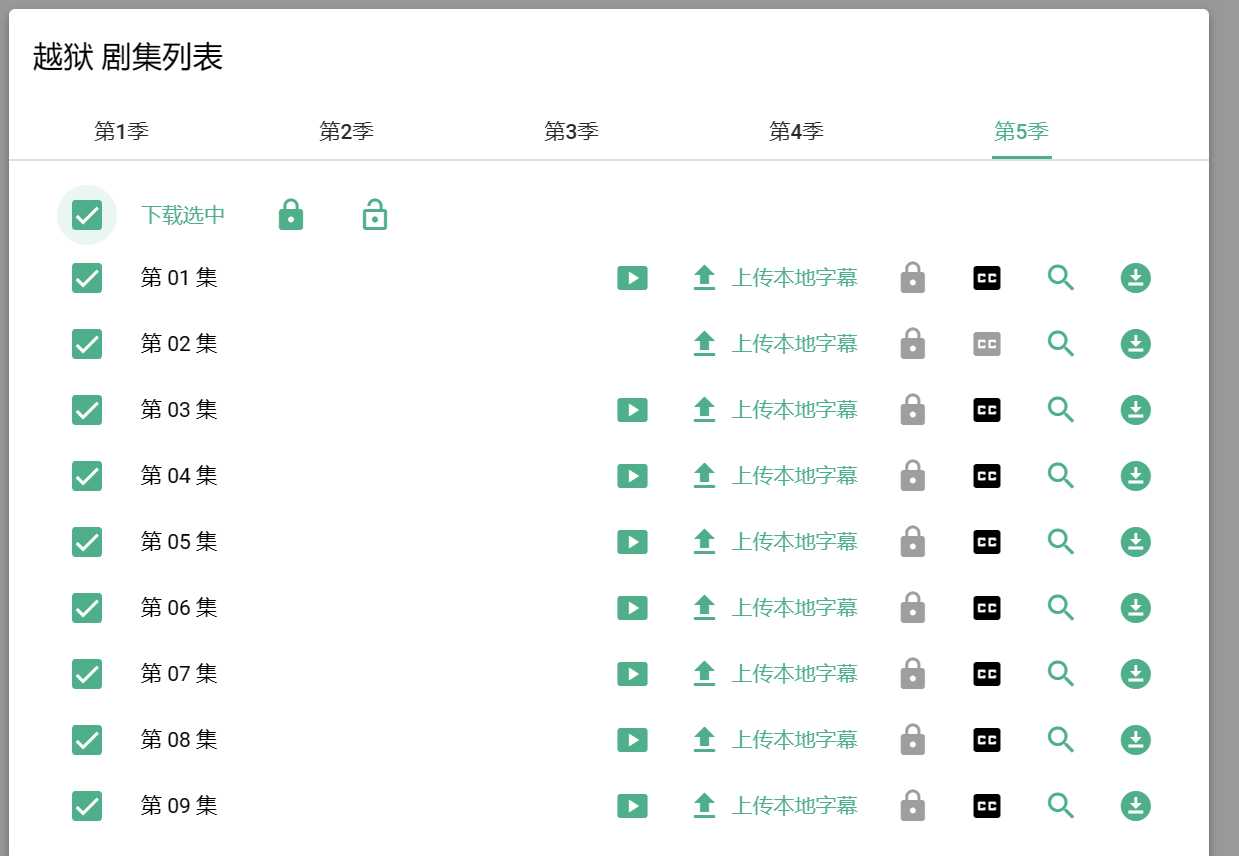 越狱 剧集列表
第1季 第2季 第3季 第4季 第5季
下载选中
第 01 集 上传本地字幕 CC
第 02 集 上传本地字幕 CC
第 03 集 上传本地字幕 CC
第 04 集 上传本地字幕 CC
第 05 集 上传本地字幕 CC
第 06 集 上传本地字幕 CC
第 07 集 上传本地字幕 CC
第 08 集 上传本地字幕 CC
第 09 集 上传本地字幕 CC